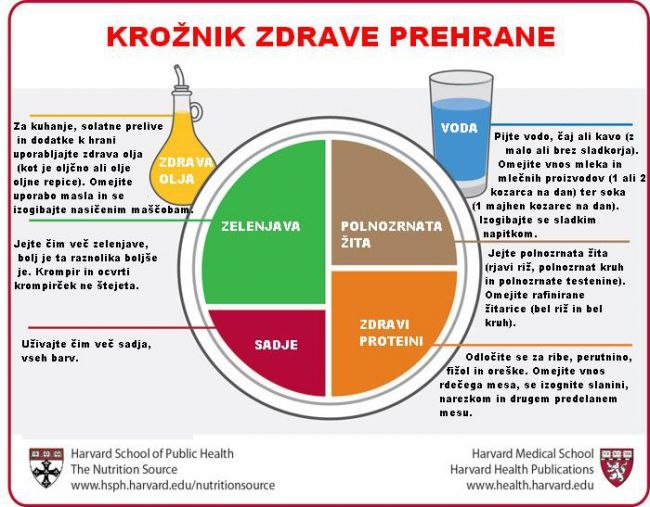 KROŽNIK ZDRAVE PREHRANE
Za kuhanje, solatne prelive
in dodatke k hrani
uporabljajte zdrava olja
(kot je oljčno ali olje
oljne repice). Omejite
uporabo masla in se
izogibajte nasičenim maščobam.
ZDRAVA
OLJA
VODA
Pijte vodo, čaj ali kavo (z
malo ali brez sladkorja).
Omejite vnos mleka in
mlečnih proizvodov (1 ali 2
kozarca na dan) ter soka
(1 majhen kozarec na dan).
Izogibajte se sladkim
napitkom.
ZELENJAVA
POLNOZRNATA
ŽITA
Jejte čim več zelenjave,
bolj je ta raznolika boljše
je. Krompir in ocvrti
krompirček ne štejeta.
Jejte polnozrnata žita
(rjavi riž, polnozrnat kruh
in polnozrnate testenine).
Omejite rafinirane
žitarice (bel riž in bel
kruh).
SADJE
ZDRAVI
PROTEINI
Uživajte čim več sadja,
vseh barv.
Odločite se za ribe, perutnino,
fižol in oreške. Omejite vnos
rdečega mesa, se izognite slanini,
narezkom in drugem predelanem
mesu.
Harvard School of Public Health
The Nutrition Source
www.hsph.harvard.edu/nutritionsource
Harvard Medical School
Harvard Health Publications
www.health.harvard.edu